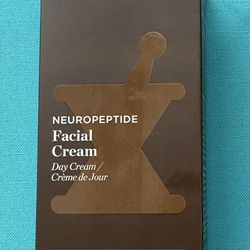 NEUROPEPTIDE
Facial
Cream
Day Cream /
Crème de Jour